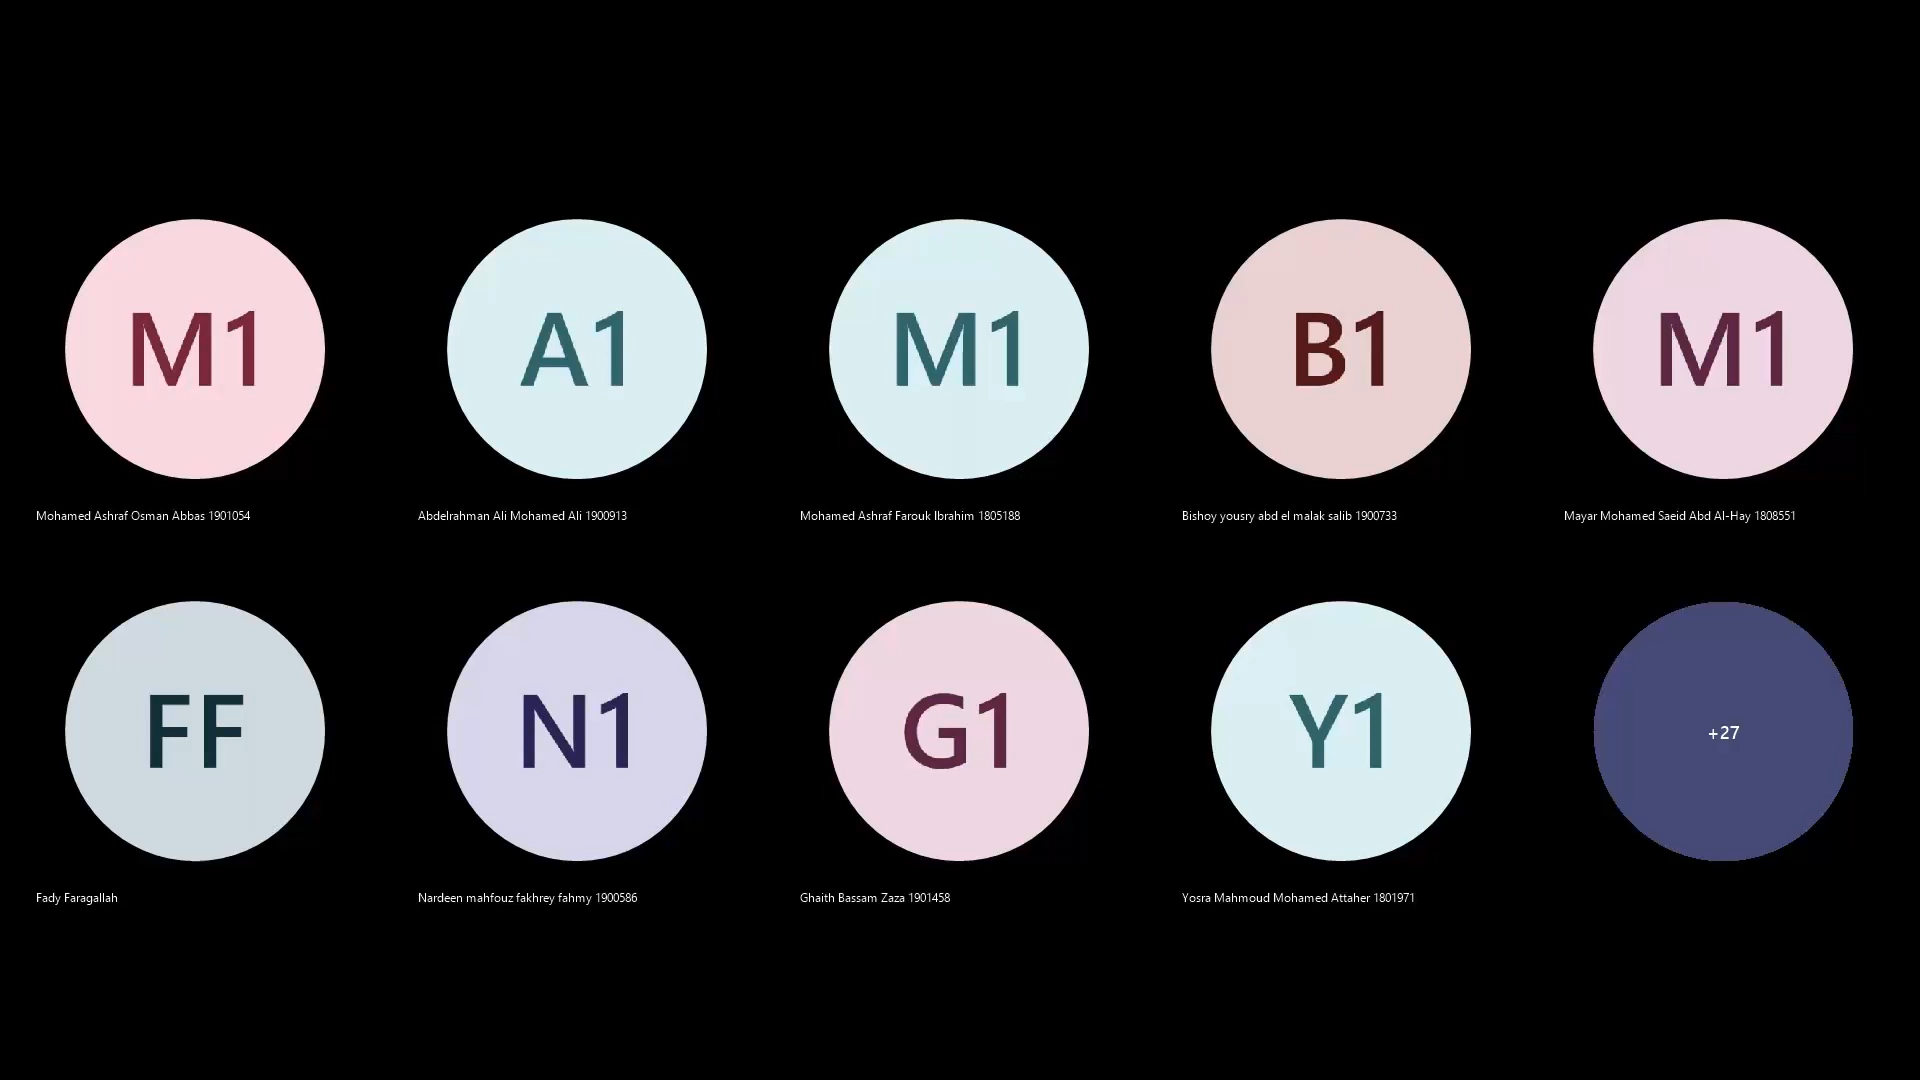 M1
A1
M1
B1
M1
Mohamed Ashraf Osman Abbas 1901054
Abdelrahman Ali Mohamed Ali 1900913
Mohamed Ashraf Farouk Ibrahim 1805188
Bishoy yousry abd el malak salib 1900733
Mayar Mohamed Saeid Abd Al-Hay 1808551
FF
N1
G1
Y1
+27
Fady Faragallah
Nardeen mahfouz fakhrey fahmy 1900586
Ghaith Bassam Zaza 1901458
Yosra Mahmoud Mohamed Attaher 1801971